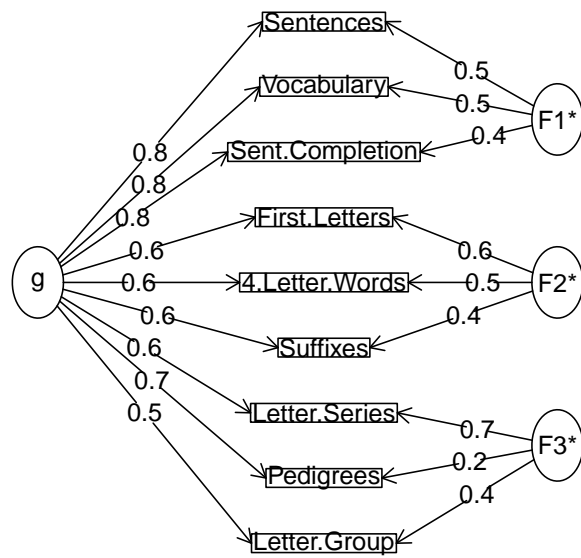 Sentences
0.5
Vocabulary
0.5
F1*
0.4
0.8
Sent.Completion
0.8
0.8
First.Letters
0.6
0.6
g
0.6
4.Letter.Words
0.5
F2*
0.6
0.4
Suffixes
0.6
0.7
Letter.Series
0.7
0.5
F3*
0.2
Pedigrees
0.4
Letter.Group